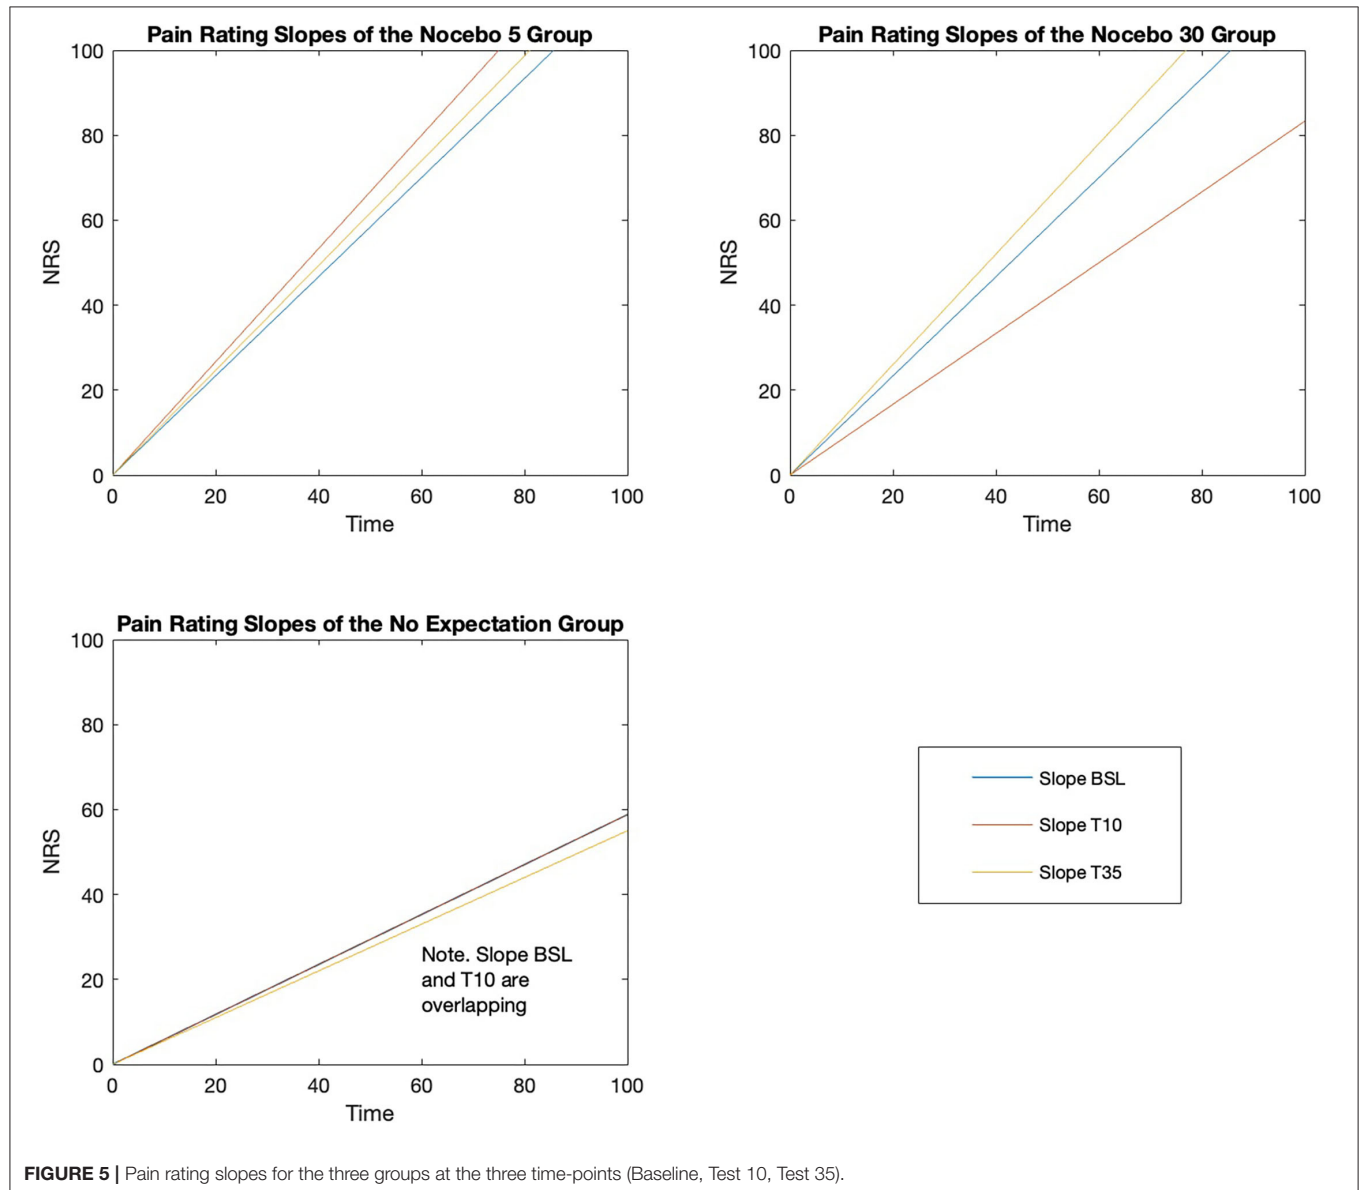 Pain Rating Slopes of the Nocebo 5 Group
100
80
60
40
20
0
NRS
0 20 40 60 80 100
Time
Pain Rating Slopes of the Nocebo 30 Group
100
80
60
40
20
0
NRS
0 20 40 60 80 100
Time
Pain Rating Slopes of the No Expectation Group
100
80
60
40
20
0
NRS
Note. Slope BSL
and T10 are
overlapping
0 20 40 60 80 100
Time
Slope BSL
Slope T10
Slope T35
FIGURE 5 | Pain rating slopes for the three groups at the three time-points (Baseline, Test 10, Test 35).